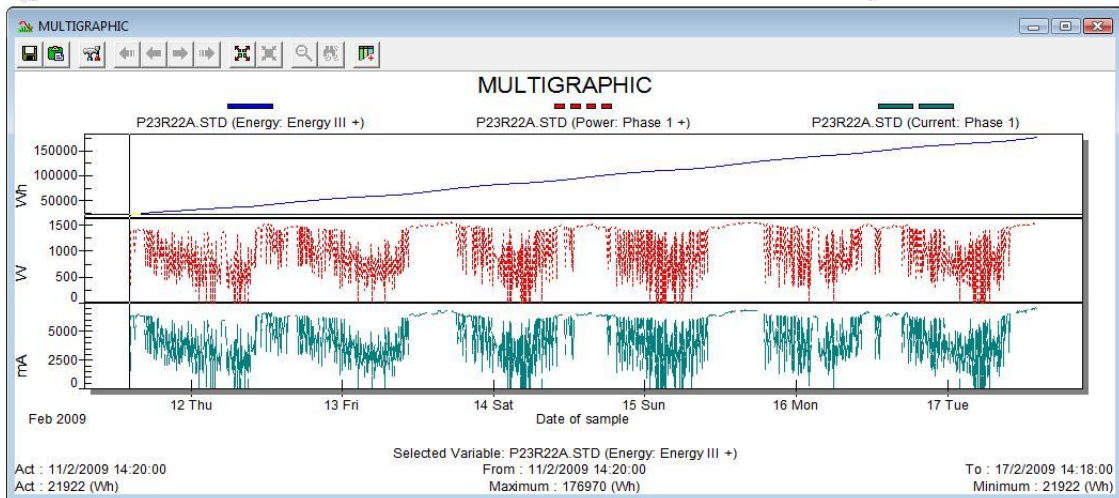 MULTIGRAPHIC
MULTIGRAPHIC
P23R22A.STD (Energy: Energy III +) P23R22A.STD (Power: Phase 1 +) P23R22A.STD (Current: Phase 1)
150000
100000
50000
Wh
1500
1000
500
0
W
5000
2500
0
mA
12 Thu 13 Fri 14 Sat 15 Sun 16 Mon 17 Tue
Feb 2009 Date of sample
Selected Variable: P23R22A.STD (Energy: Energy III +)
Act : 11/2/2009 14:20:00 From : 11/2/2009 14:20:00 To : 17/2/2009 14:18:00
Act : 21922 (Wh) Maximum : 176970 (Wh) Minimum : 21922 (Wh)